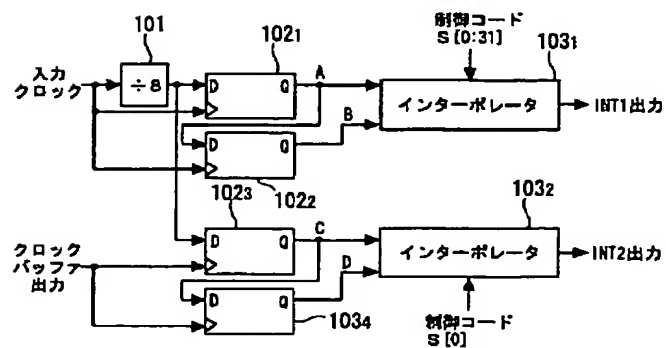 制御コード
S[0:31]
101
102₁
103₁
入力
クロック
÷8
D
Q
A
インターポレータ
INT1出力
B
D
Q
102₂
102₃
103₂
クロック
バッファ
出力
D
Q
C
インターポレータ
INT2出力
D
D
Q
103₄
制御コード
S[0]